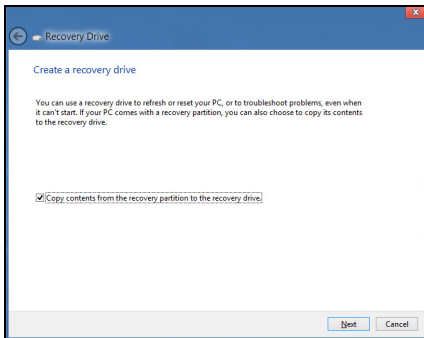 x
Recovery Drive
Create a recovery drive
You can use a recovery drive to refresh or reset your PC, or to troubleshoot problems, even when
it can't start. If your PC comes with a recovery partition, you can also choose to copy its contents
to the recovery drive.
Copy contents from the recovery partition to the recovery drive.
Next Cancel